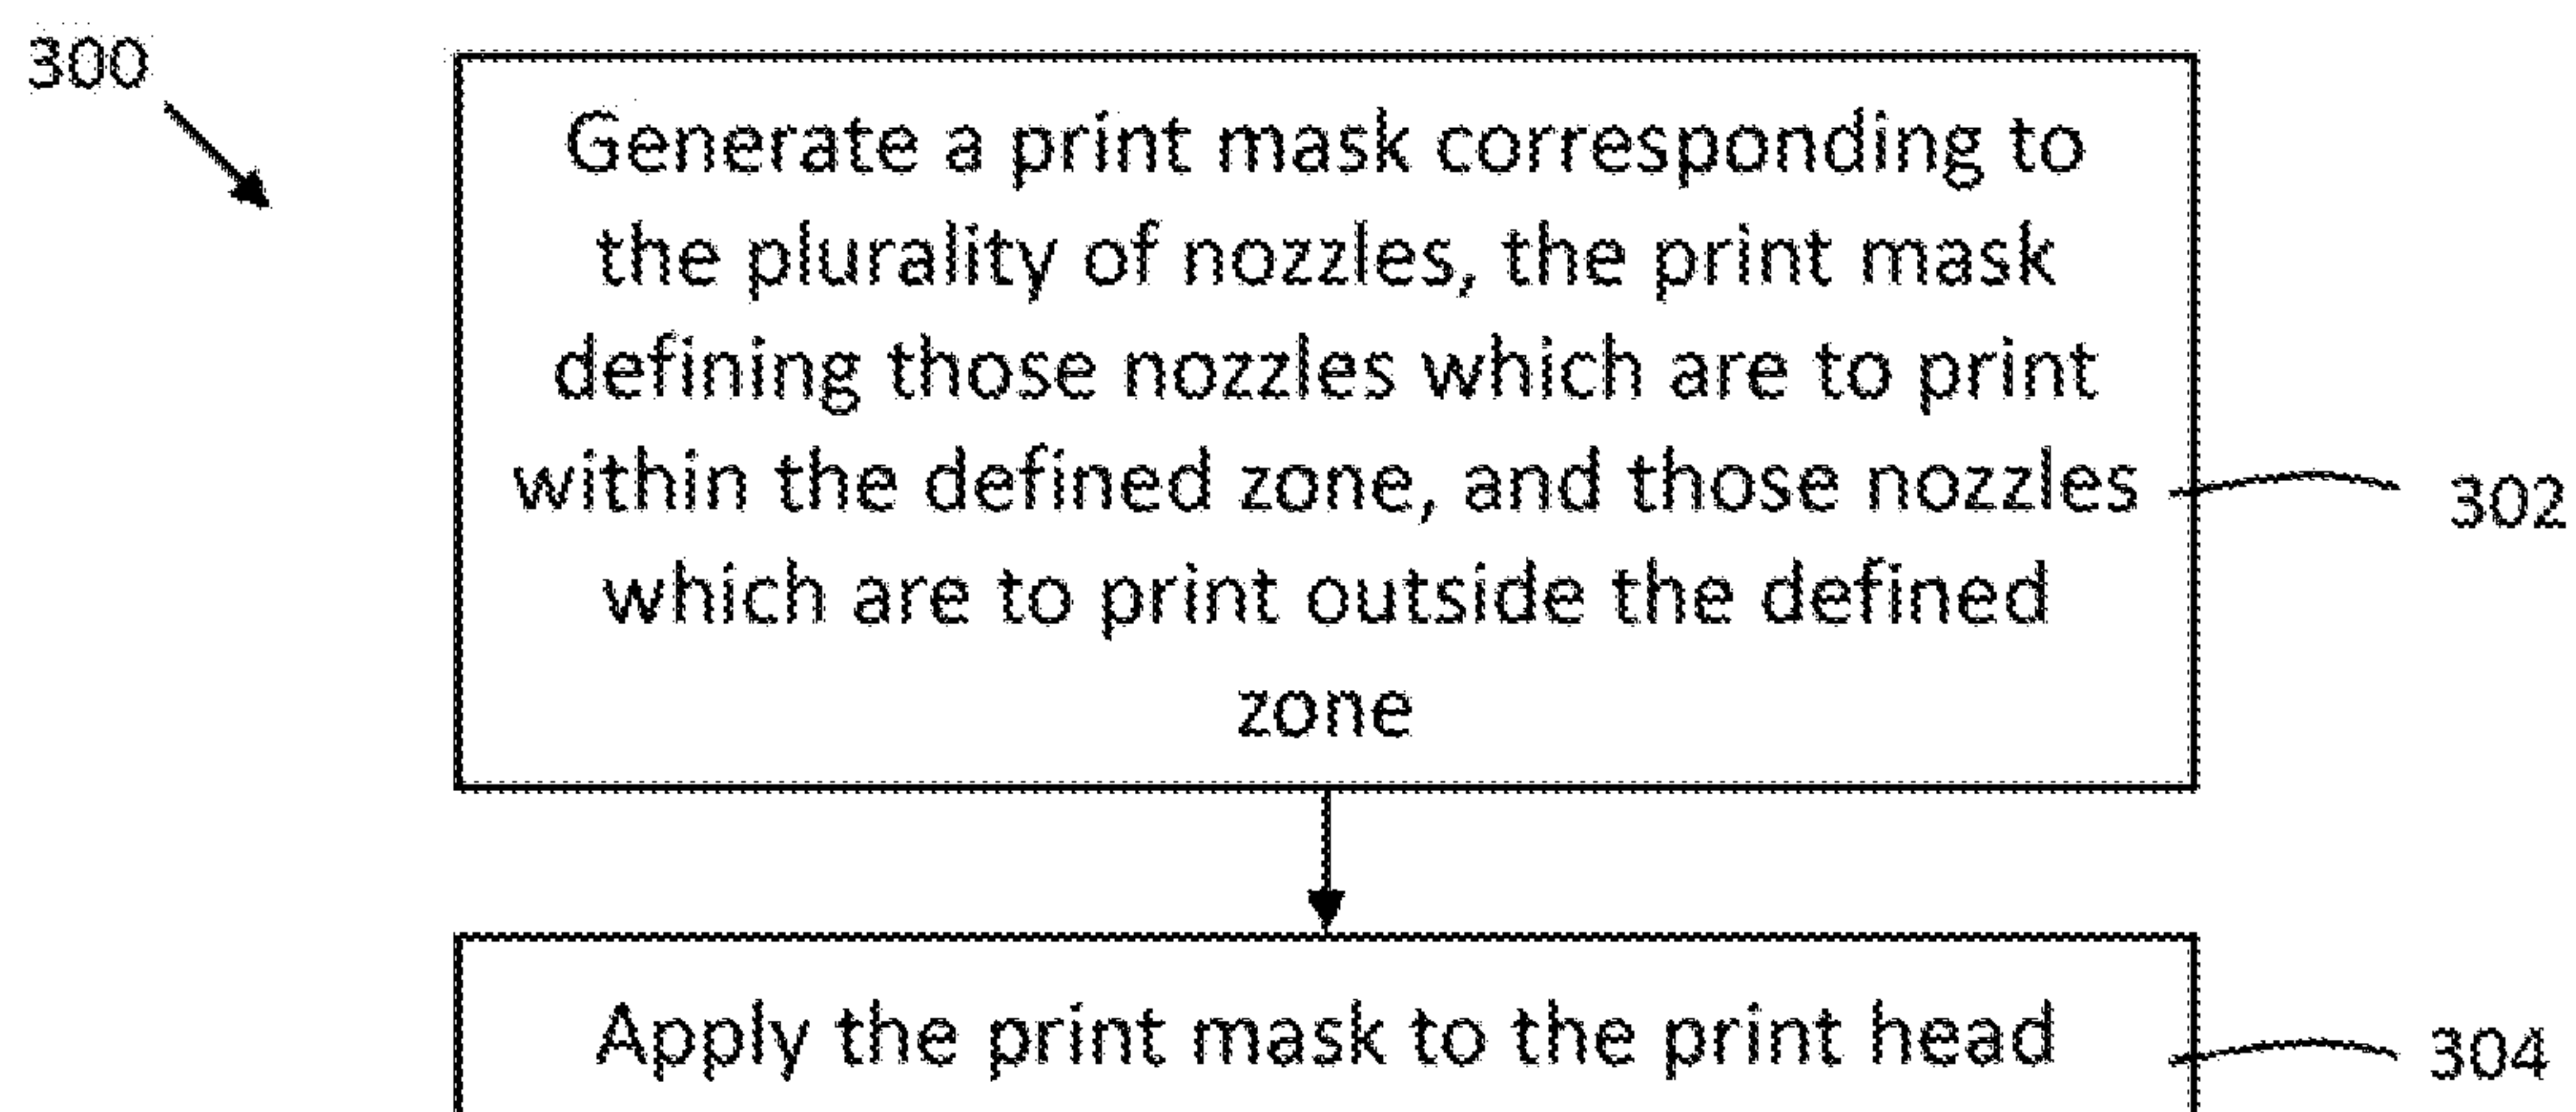 300
Generate a print mask corresponding to
the plurality of nozzles, the print mask
defining those nozzles which are to print
within the defined zone, and those nozzles
302
which are to print outside the defined
zone
Apply the print mask to the print head
304